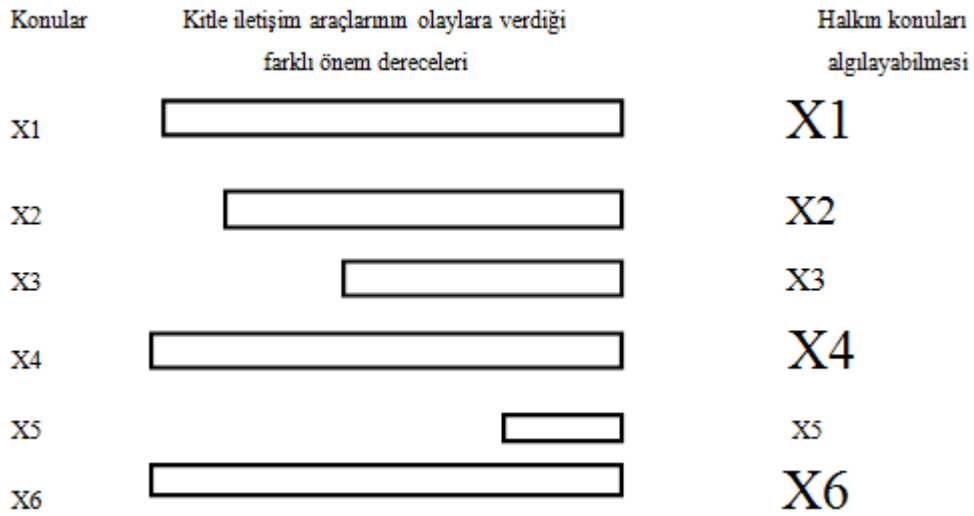 Konular Kitle iletişim araçlarının olaylara verdiği Halkın konuları
farklı önem dereceleri algılayabilmesi
X1 X1
X2 X2
X3 X3
X4 X4
X5 X5
X6 X6